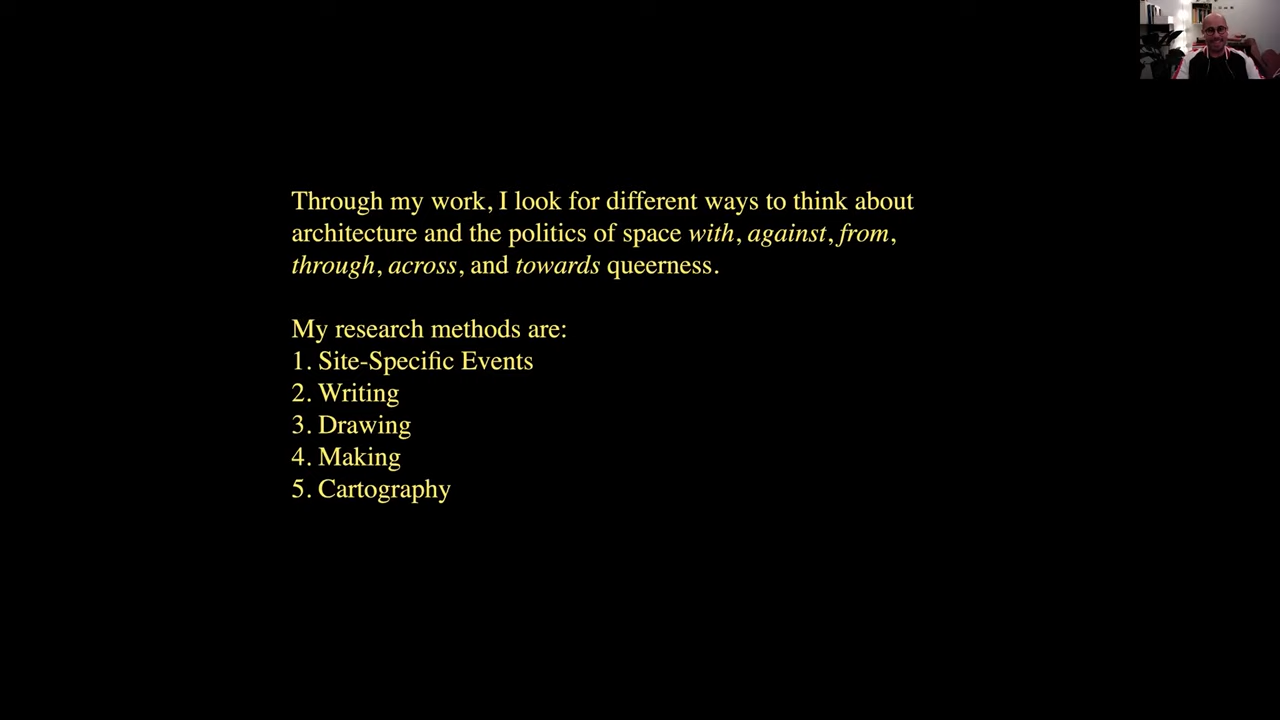 Through my work, I look for different ways to think about
architecture and the politics of space with, against, from,
through, across, and towards queerness.
My research methods are:
1. Site-Specific Events
2. Writing
3. Drawing
4. Making
5. Cartography